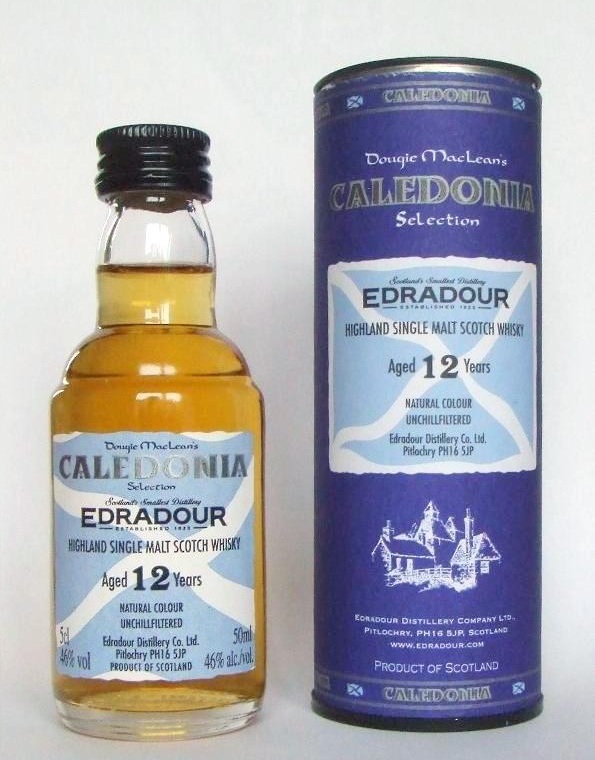 Dougie MacLean's
CALEDONIA
Selection
Scotland's Smallest Distillery
EDRADOUR
ESTABLISHED 1825
HIGHLAND SINGLE MALT SCOTCH WHISKY
Aged 12 Years
NATURAL COLOUR
UNCHILLFILTERED
5cl
46% vol
Edradour Distillery Co. Ltd.
Pitlochry PH16 5JP
PRODUCT OF SCOTLAND
50ml
46% alc./vol.
CALEDONIA
Dougie MacLean's
CALEDONIA
Selection
Scotland's Smallest Distillery
EDRADOUR
ESTABLISHED 1825
HIGHLAND SINGLE MALT SCOTCH WHISKY
Aged 12 Years
NATURAL COLOUR
UNCHILLFILTERED
Edradour Distillery Co. Ltd.
Pitlochry PH16 5JP
EDRADOUR DISTILLERY COMPANY LTD.,
PITLOCHRY, PH16 5JP, SCOTLAND
WWW.EDRADOUR.COM
PRODUCT OF SCOTLAND
CALEDONIA